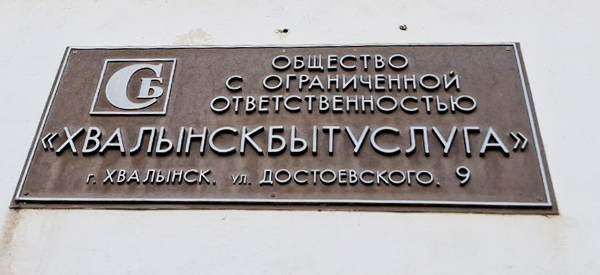 СБ
ОБЩЕСТВО
С ОГРАНИЧЕННОЙ
ОТВЕТСТВЕННОСТЬЮ
«ХВАЛЫНСКБЫТУСЛУГА»
г. ХВАЛЫНСК, ул. ДОСТОЕВСКОГО, 9